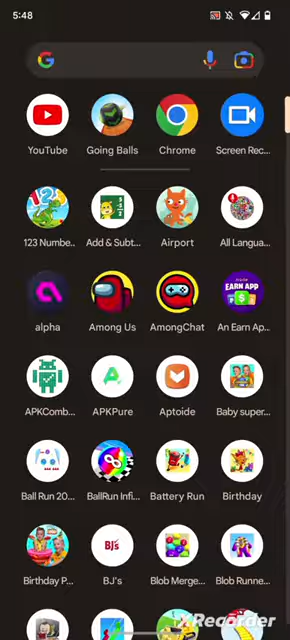 5:48
YouTube
Going Balls
Chrome
Screen Rec...
123 Numbe...
Add & Subt...
Airport
All Langua...
alpha
Among Us
AmongChat
An Earn Ap...
APKComb...
APKPure
Aptoide
Baby super...
Ball Run 20...
BallRun Infi...
Battery Run
Birthday
Birthday P...
BJ's
Blob Merge...
Blob Runne...
XRecorder